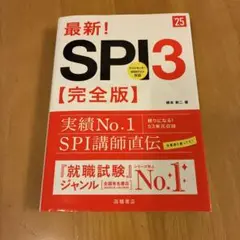 '25
最新!
SPI3
【完全版】
実績No.1
SPI講師直伝
『就職試験』
ジャンル
No.1
高橋書店